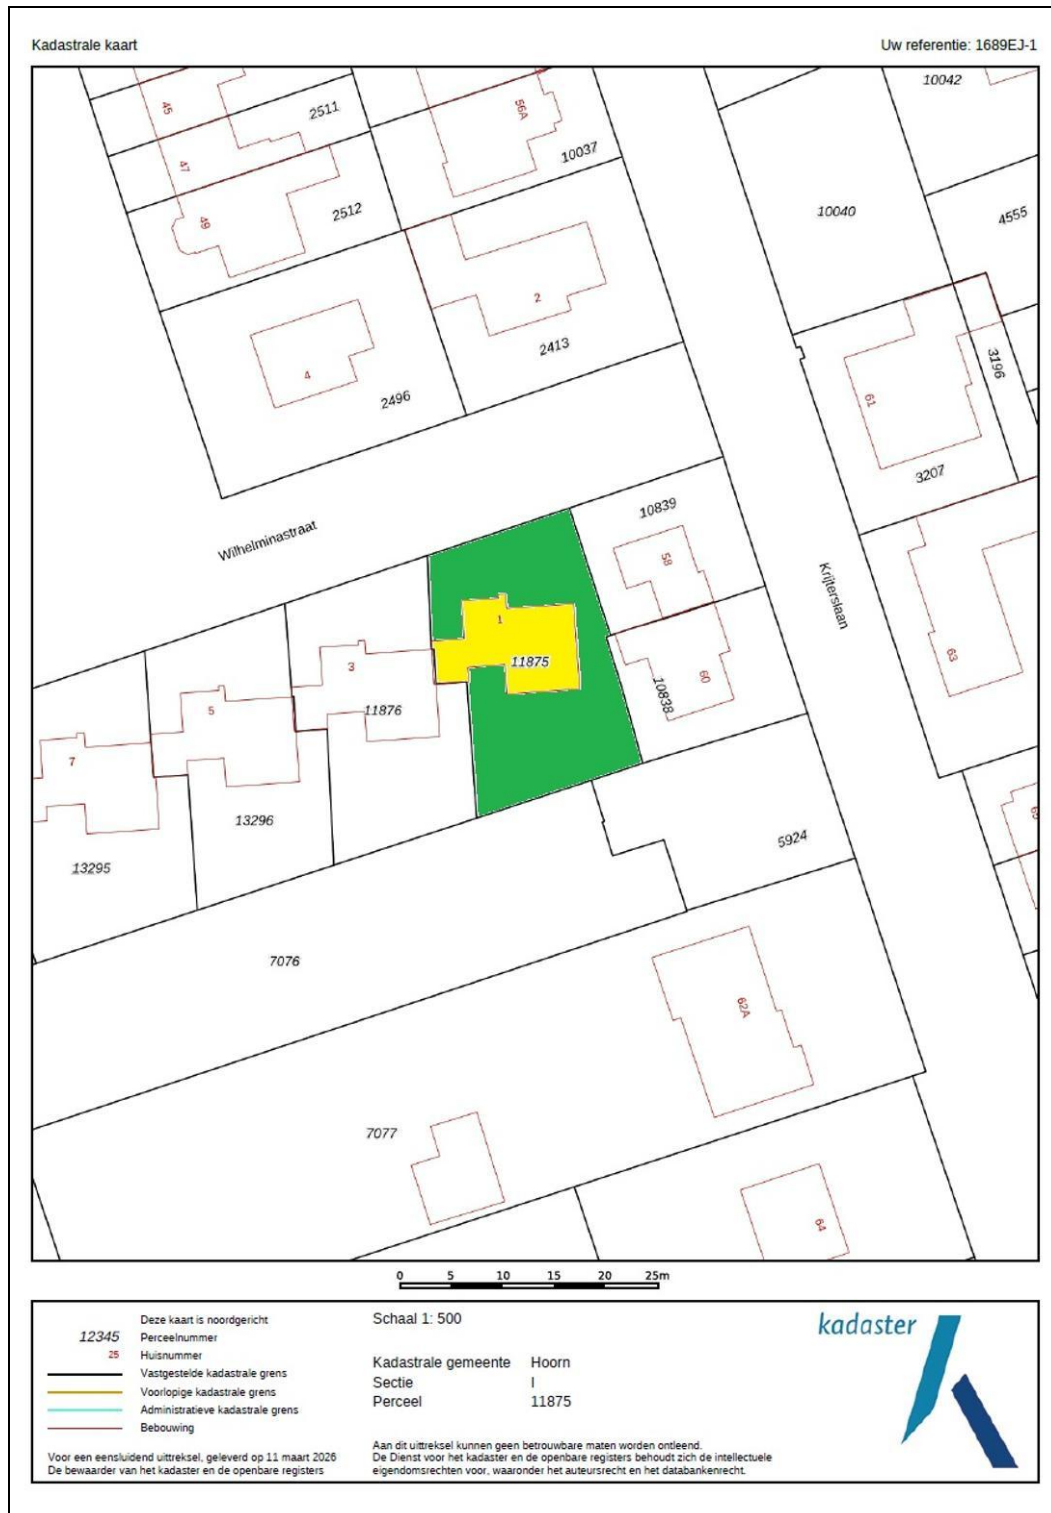 Kadastrale kaart
Uw referentie: 1689EJ-1
45
2511
56A
10042
47
10037
49
2512
10040
4555
2
2413
4
2496
3196
61
3207
Wilhelminastraat
10839
58
Krijterslaan
1
11875
60
10838
63
3
11876
5
7
13296
13295
5924
69
7076
62A
7077
64
0 5 10 15 20 25m
Deze kaart is noordgericht
12345 Perceelnummer
25 Huisnummer
Vastgestelde kadastrale grens
Voorlopige kadastrale grens
Administratieve kadastrale grens
Bebouwing
Voor een eensluidend uittreksel, geleverd op 11 maart 2026
De bewaarder van het kadaster en de openbare registers
Schaal 1: 500
Kadastrale gemeente Hoorn
Sectie I
Perceel 11875
Aan dit uittreksel kunnen geen betrouwbare maten worden ontleend.
De Dienst voor het kadaster en de openbare registers behoudt zich de intellectuele
eigendomsrechten voor, waaronder het auteursrecht en het databankenrecht.
kadaster